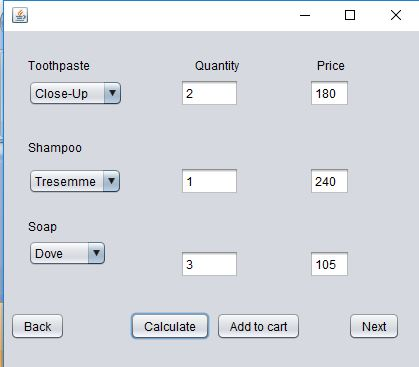 Toothpaste Quantity Price
Close-Up 2 180
Shampoo
Tresemme 1 240
Soap
Dove
3 105
Back Calculate Add to cart Next